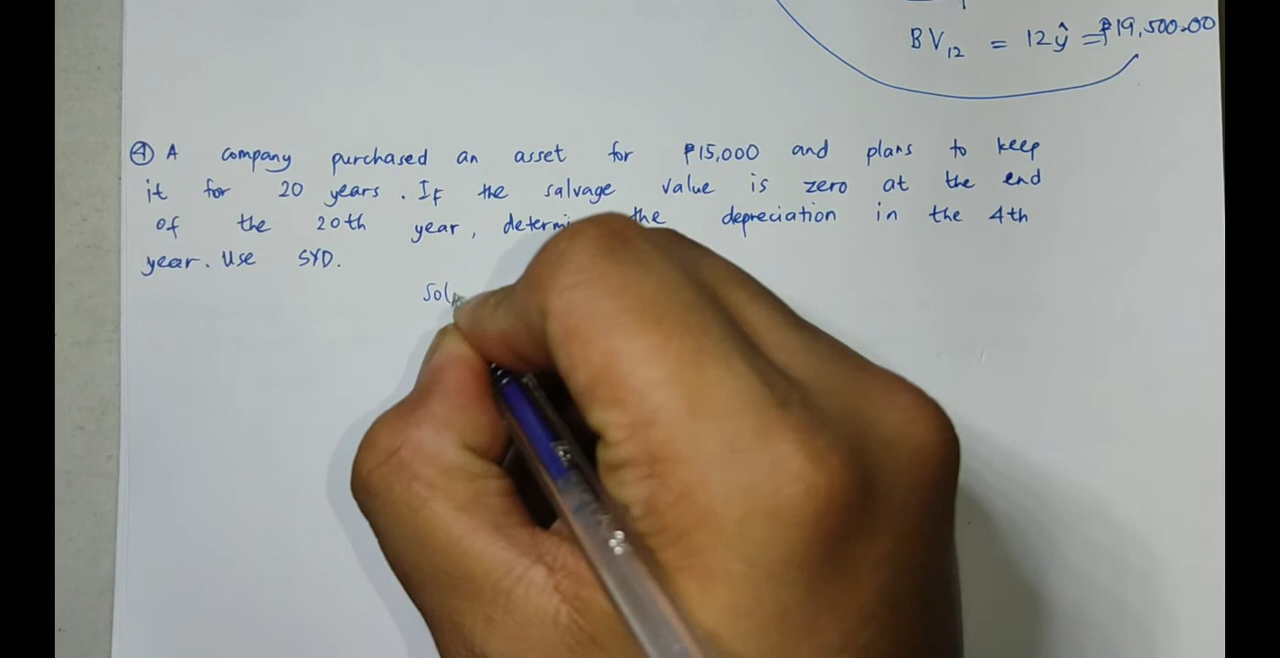 BV12 = 12ŷ = ₱19,500.00
④ A company purchased an asset for ₱15,000 and plans to keep
it for 20 years. If the salvage value is zero at the end
of the 20th year, determi the depreciation in the 4th
year. Use SYD.
Sol